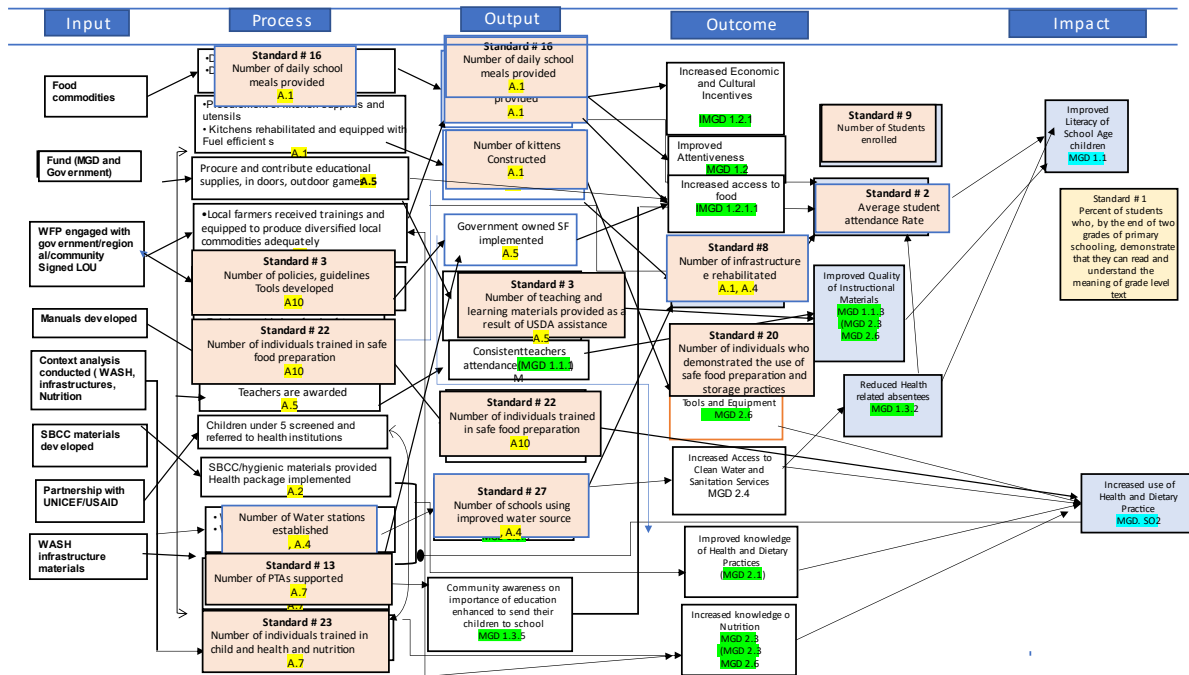 Input
Process
Output
Outcome
Impact
Food
commodities
Fund (MGD and
Government)
WFP engaged with
government/region
al/community
Signed LOU
Manuals developed
Context analysis
conducted ( WASH,
infrastructures,
Nutrition
SBCC materials
developed
Partnership with
UNICEF/USAID
WASH
infrastructure
materials
Standard # 16
Number of daily school
meals provided
A.1
utensils
• Kitchens rehabilitated and equipped with
Fuel efficient s
A.1
Procure and contribute educational
supplies, in doors, outdoor games A.5
•Local farmers received trainings and
equipped to produce diversified local
commodities adequately
Standard # 3
Number of policies, guidelines
Tools developed
A10
Standard # 22
Number of individuals trained in safe
food preparation
A10
Teachers are awarded
A.5
Children under 5 screened and
referred to health institutions
SBCC/hygienic materials provided
Health package implemented
A.2
Number of Water stations
established
, A.4
Standard # 13
Number of PTAs supported
A.7
Standard # 23
Number of individuals trained in
child and health and nutrition
A.7
Standard # 16
Number of daily school
meals provided
A.1
provided
A.1
Number of kittens
Constructed
A.1
Government owned SF
implemented
A.5
Standard # 3
Number of teaching and
learning materials provided as a
result of USDA assistance
A.5
Consistent teachers
attendance (MGD 1.1.1)
M
Standard # 22
Number of individuals trained
in safe food preparation
A10
Standard # 27
Number of schools using
improved water source
, A.4
Community awareness on
importance of education
enhanced to send their
children to school
MGD 1.3.5
Increased Economic
and Cultural
Incentives
IMGD 1.2.1
Improved
Attentiveness
MGD 1.2
Increased access to
food
IMGD 1.2.1.1
Standard #8
Number of infrastructur
e rehabilitated
A.1, A.4
Standard # 20
Number of individuals who
demonstrated the use of
safe food preparation and
storage practices
Tools and Equipment
MGD 2.6
Increased Access to
Clean Water and
Sanitation Services
MGD 2.4
Improved knowledge
of Health and Dietary
Practices
(MGD 2.1)
Increased knowledge o
Nutrition
MGD 2.3
(MGD 2.3
MGD 2.6
Standard # 9
Number of Students
enrolled
Standard # 2
Average student
attendance Rate
Improved Quality
of Instructional
Materials
MGD 1.1.3
(MGD 2.3
MGD 2.6
Reduced Health
related absentees
MGD 1.3.2
Improved
Literacy of
School Age
children
MGD 1.1
Standard # 1
Percent of students
who, by the end of two
grades of primary
schooling, demonstrate
that they can read and
understand the
meaning of grade level
text
Increased use of
Health and Dietary
Practice
MGD. SO2